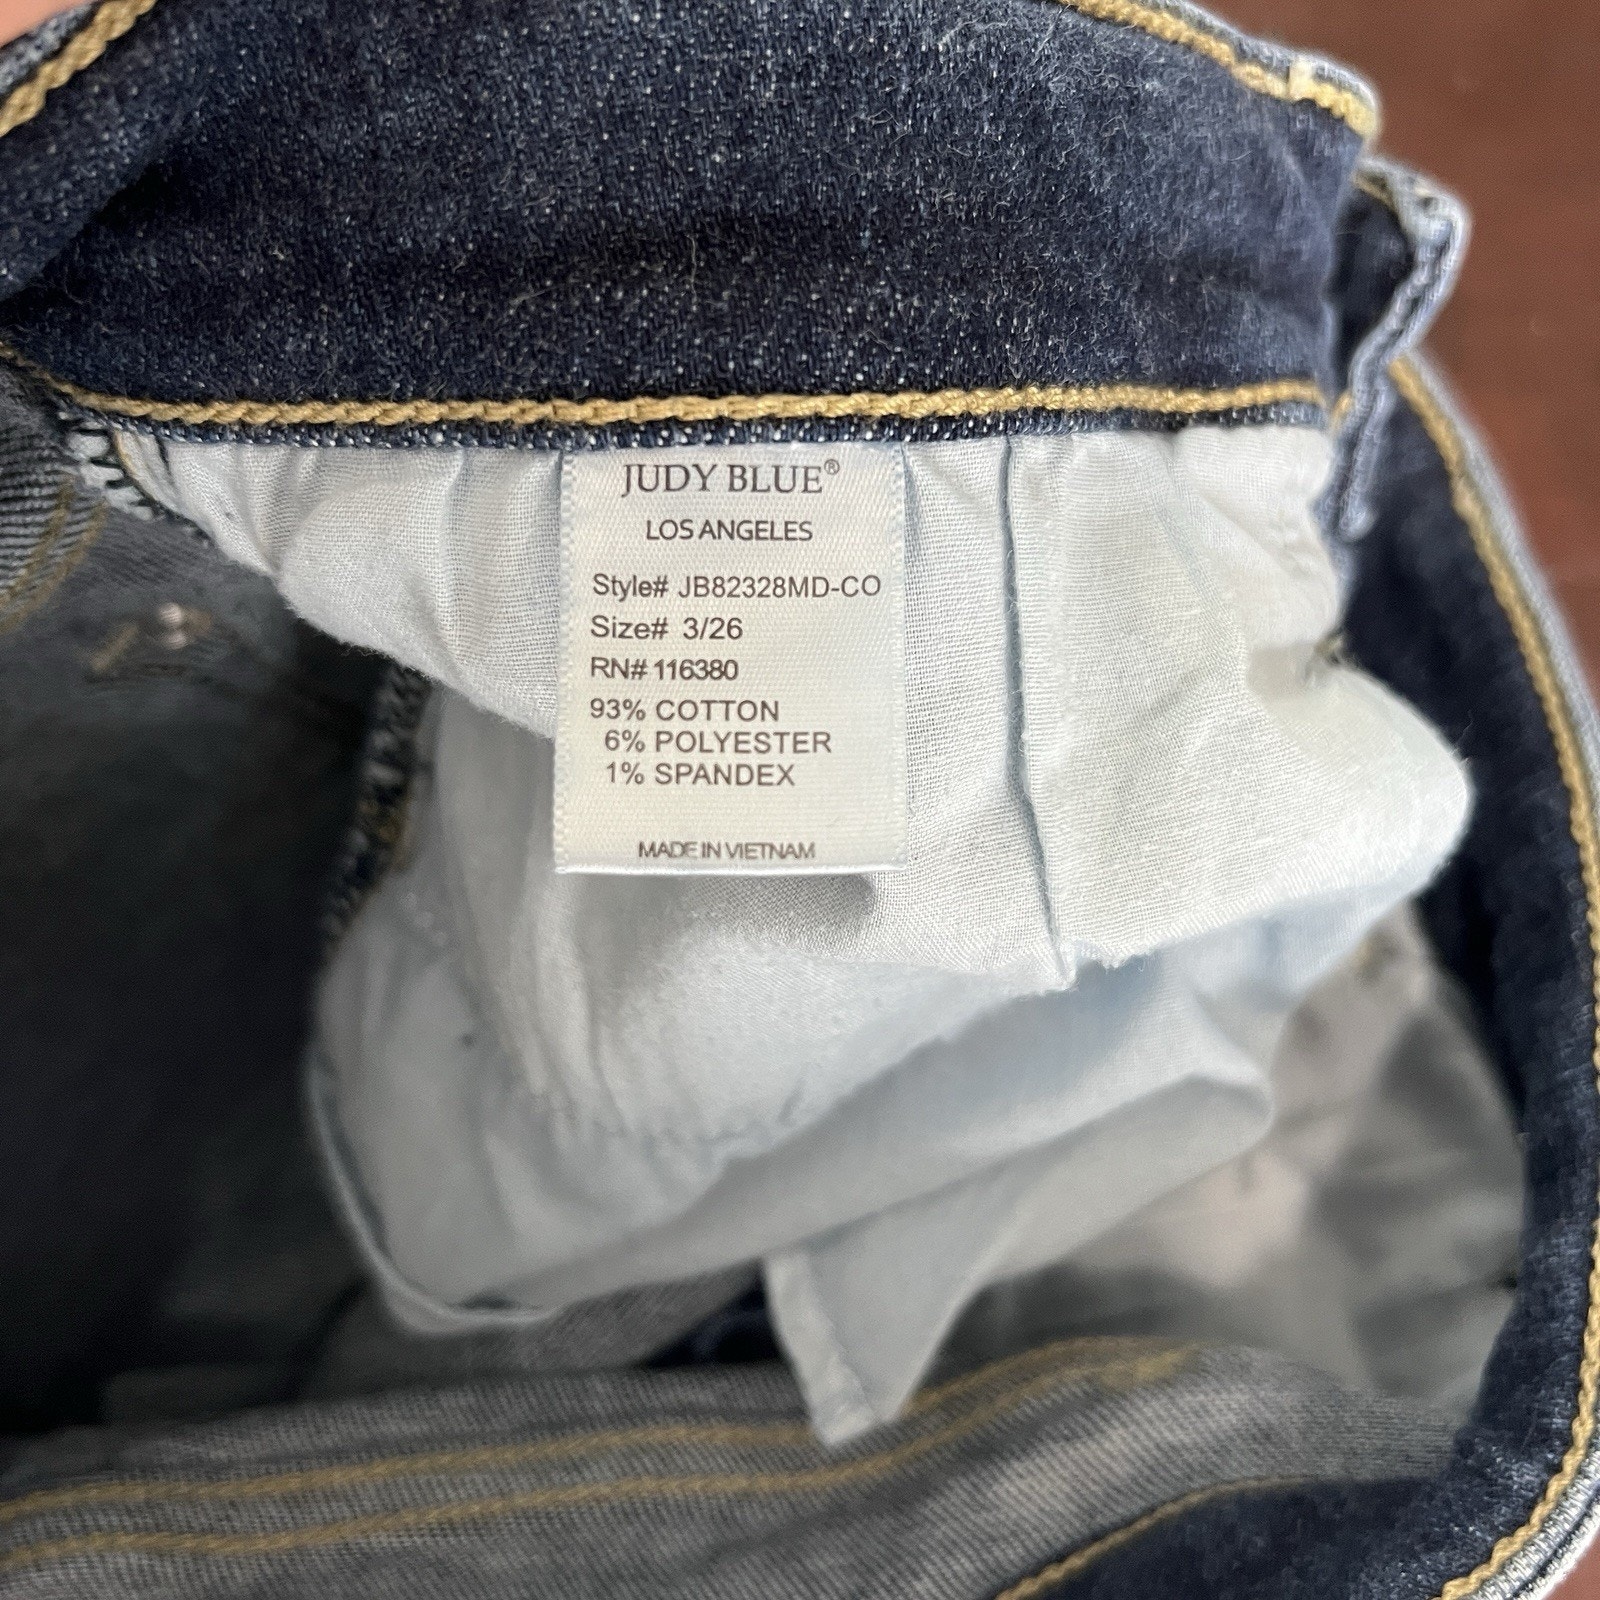 JUDY BLUE®
LOS ANGELES
Style# JB82328MD-CO
Size# 3/26
RN# 116380
93% COTTON
6% POLYESTER
1% SPANDEX
MADE IN VIETNAM